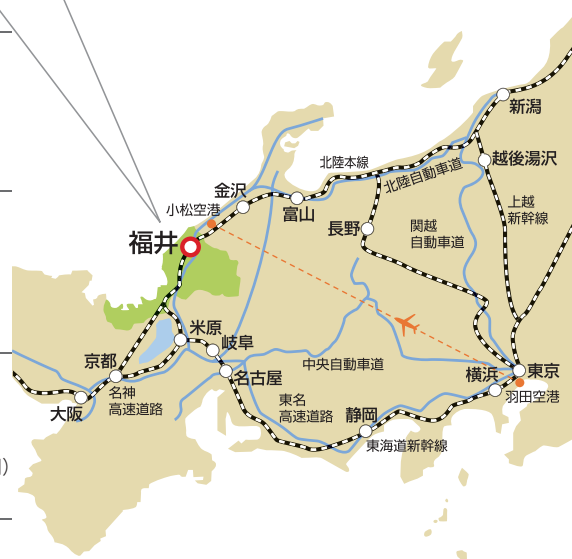 新潟
北陸本線
越後湯沢
北陸自動車道
金沢
小松空港
富山
上越
新幹線
長野
関越
自動車道
福井
米原
岐阜
京都
中央自動車道
名古屋
横浜
東京
名神
高速道路
東名
高速道路
羽田空港
大阪
静岡
東海道新幹線
)